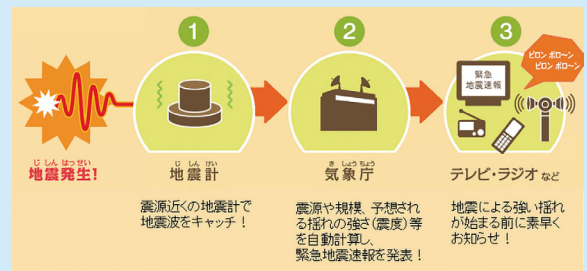 1
2
3
ピロン ポローン
ピロン ポローン
緊急
地震速報
じ しん はっ せい
地震発生!
じ しん けい
地震計
き しょうちょう
気象庁
テレビ・ラジオ など
震源近くの地震計で
地震波をキャッチ!
震源や規模、予想され
る揺れの強さ(震度)等
を自動計算し、
緊急地震速報を発表!
地震による強い揺れ
が始まる前に素早く
お知らせ!